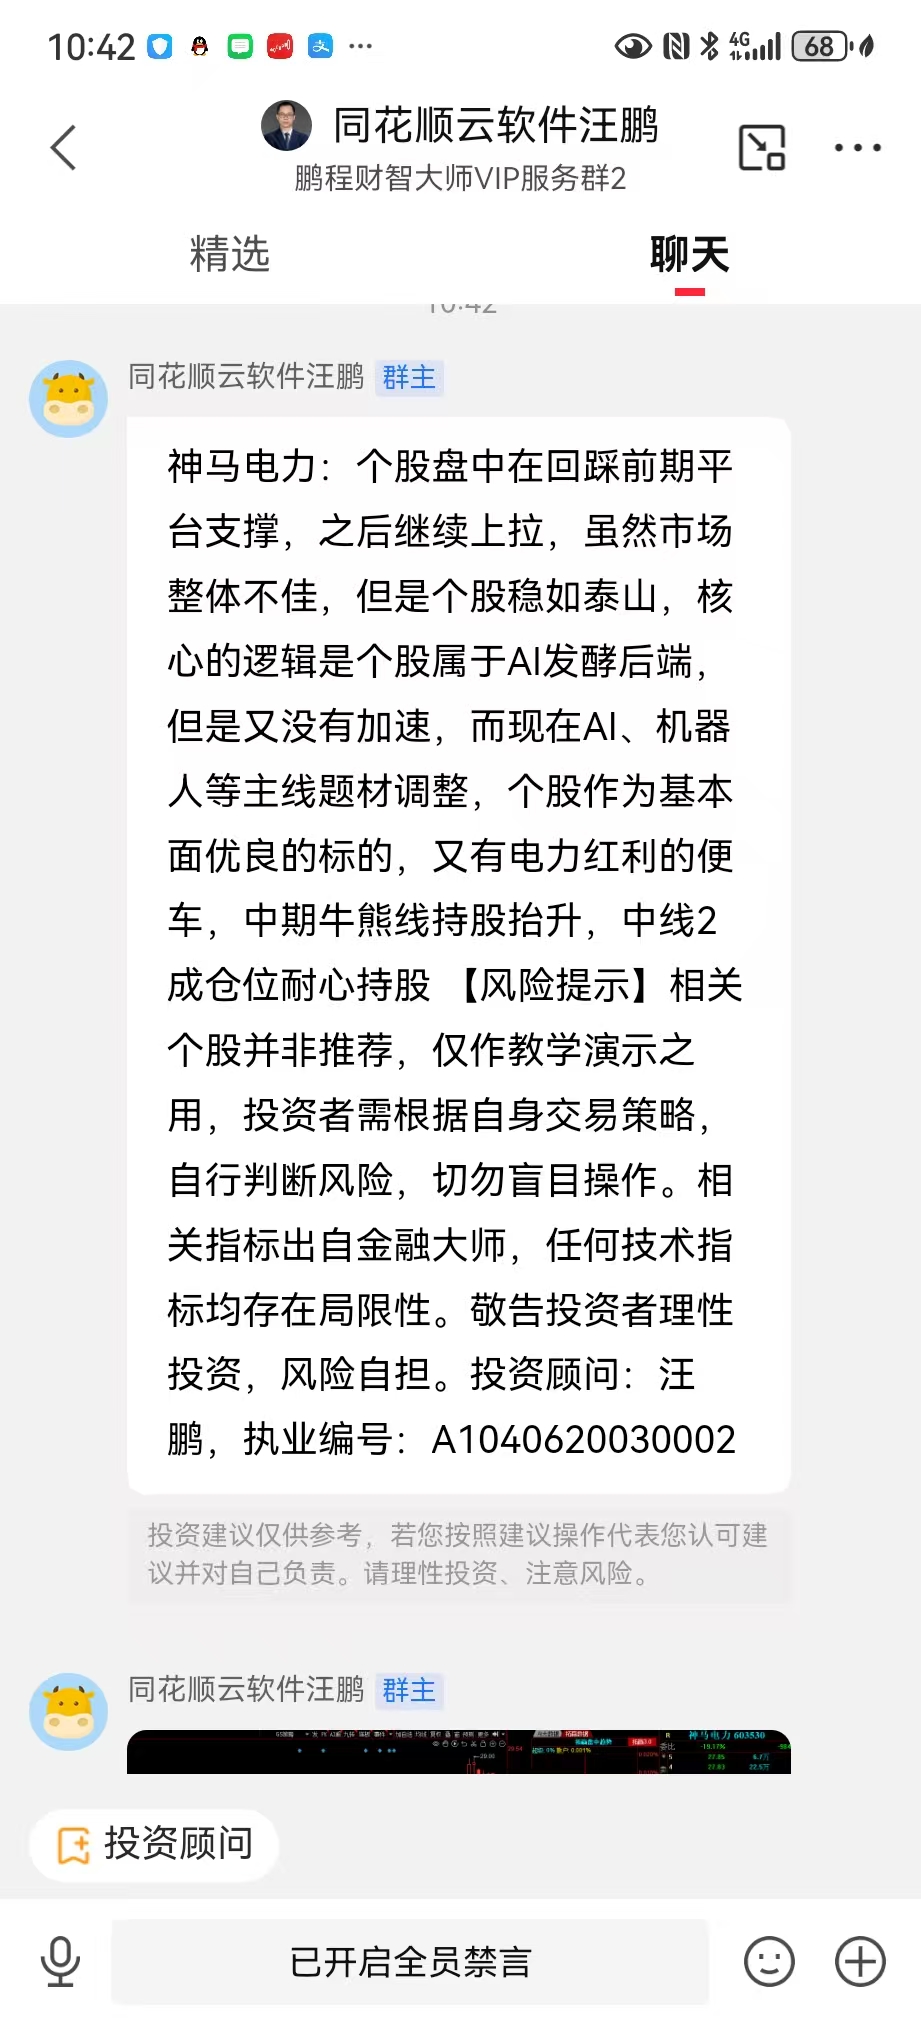 10:42
4G
68
同花顺云软件汪鹏
鹏程财智大师VIP服务群2
精选
聊天
10:42
同花顺云软件汪鹏 群主
神马电力：个股盘中在回踩前期平
台支撑，之后继续上拉，虽然市场
整体不佳，但是个股稳如泰山，核
心的逻辑是个股属于AI发酵后端，
但是又没有加速，而现在AI、机器
人等主线题材调整，个股作为基本
面优良的标的，又有电力红利的便
车，中期牛熊线持股抬升，中线2
成仓位耐心持股 【风险提示】相关
个股并非推荐，仅作教学演示之
用，投资者需根据自身交易策略，
自行判断风险，切勿盲目操作。相
关指标出自金融大师，任何技术指
标均存在局限性。敬告投资者理性
投资，风险自担。投资顾问：汪
鹏，执业编号：A1040620030002
投资建议仅供参考，若您按照建议操作代表您认可建
议并对自己负责。请理性投资、注意风险。
同花顺云软件汪鹏 群主
神马电力 603530
投资顾问
已开启全员禁言